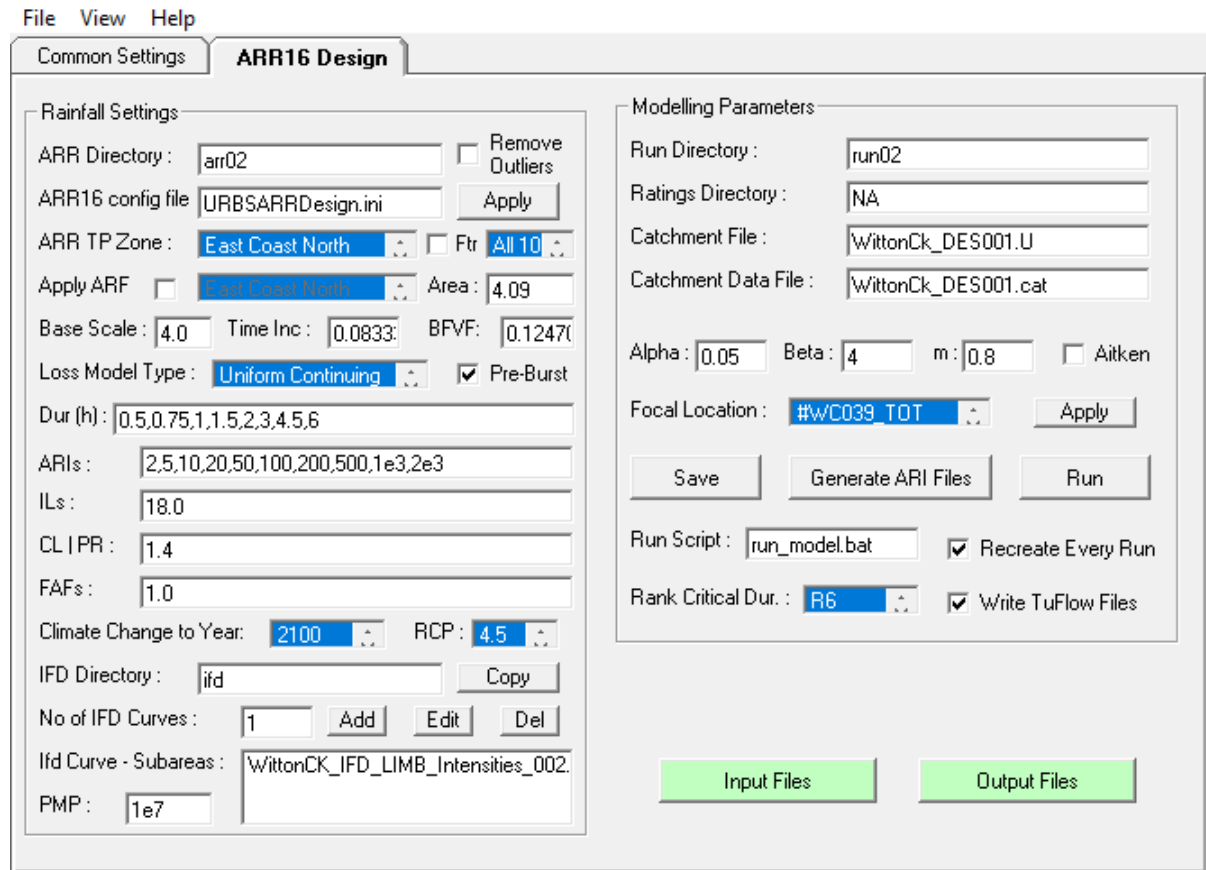 File View Help
Common Settings ARR16 Design
Rainfall Settings
ARR Directory : arr02 Remove Outliers
ARR16 config file URBSARRDesign.ini Apply
ARR TP Zone : East Coast North Ftr All 10
Apply ARF East Coast North Area : 4.09
Base Scale : 4.0 Time Inc : 0.0833 BFVF: 0.1247
Loss Model Type : Uniform Continuing Pre-Burst
Dur (h) : 0.5,0.75,1,1.5,2,3,4.5,6
ARIs : 2,5,10,20,50,100,200,500,1e3,2e3
ILs : 18.0
CL | PR : 1.4
FAFs : 1.0
Climate Change to Year: 2100 RCP : 4.5
IFD Directory : ifd Copy
No of IFD Curves : 1 Add Edit Del
Ifd Curve - Subareas : WittonCK_IFD_LIMB_Intensities_002.
PMP : 1e7
Modelling Parameters
Run Directory : run02
Ratings Directory : NA
Catchment File : WittonCk_DES001.U
Catchment Data File : WittonCk_DES001.cat
Alpha : 0.05 Beta : 4 m : 0.8 Aitken
Focal Location : #WC039_TOT Apply
Save Generate ARI Files Run
Run Script : run_model.bat Recreate Every Run
Rank Critical Dur. : R6 Write TuFlow Files
Input Files Output Files